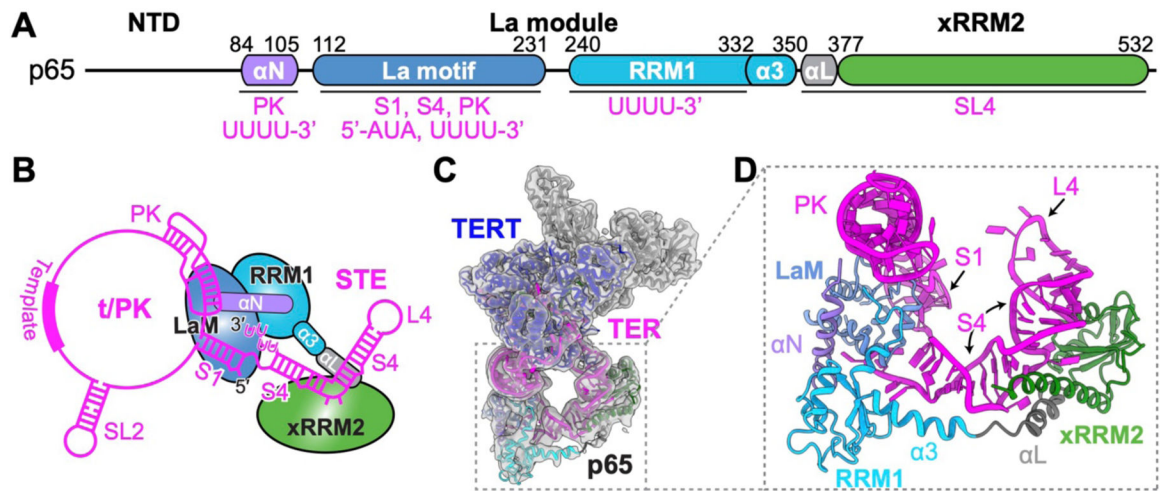 A
NTD La module xRRM2
84 105 112 231 240 332 350 377 532
p65 αN La motif RRM1 α3 αL
PK S1, S4, PK UUUU-3’ SL4
UUUU-3’ 5’-AUA, UUUU-3’
B
PK
RRM1
STE
Template
t/PK
αN
L4
LaM
3’
UU
UU
α3
αL
S4
S1
5’
S4
SL2
xRRM2
C
TERT
TER
p65
D
PK
L4
LaM
S1
S4
αN
α3
αL
xRRM2
RRM1